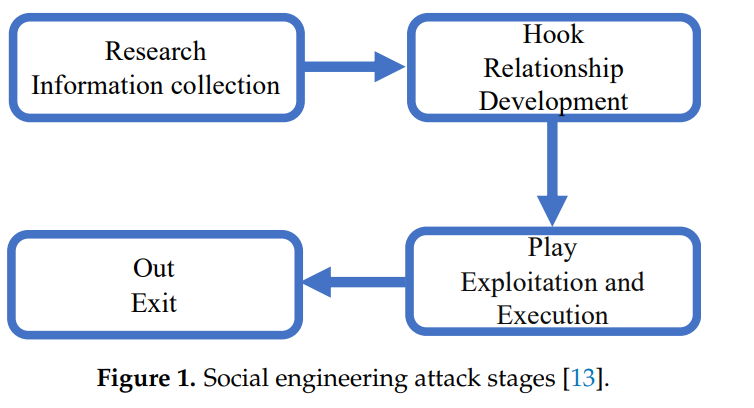 Research
Information collection
Hook
Relationship
Development
Play
Exploitation and
Execution
Out
Exit
Figure 1. Social engineering attack stages [13].